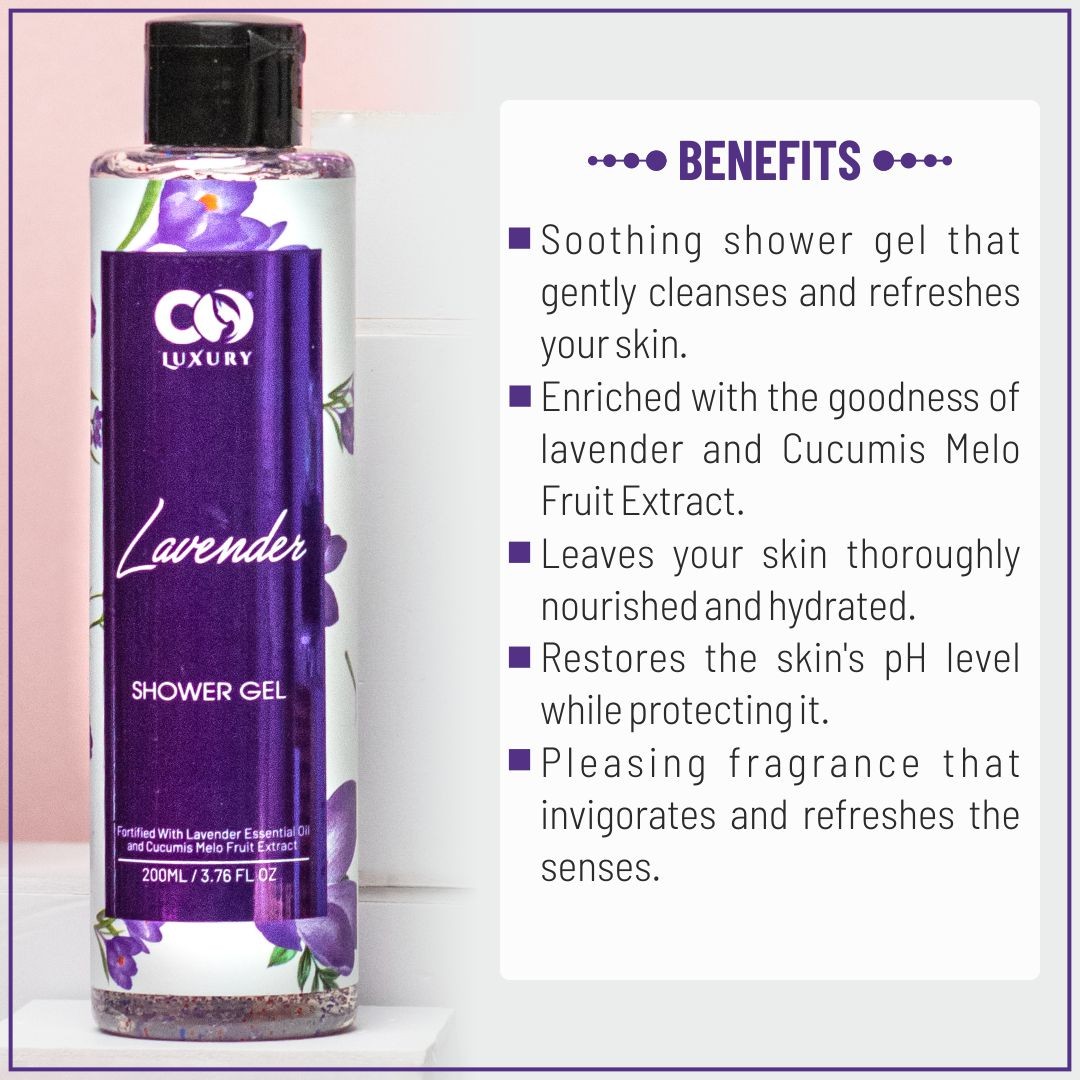 CO
LUXURY
Lavender
SHOWER GEL
Fortified With Lavender Essential Oil
and Cucumis Melo Fruit Extract
200ML / 3.76 FL.OZ
BENEFITS
Soothing shower gel that
gently cleanses and refreshes
your skin.
Enriched with the goodness of
lavender and Cucumis Melo
Fruit Extract.
Leaves your skin thoroughly
nourished and hydrated.
Restores the skin's pH level
while protecting it.
Pleasing fragrance that
invigorates and refreshes the
senses.